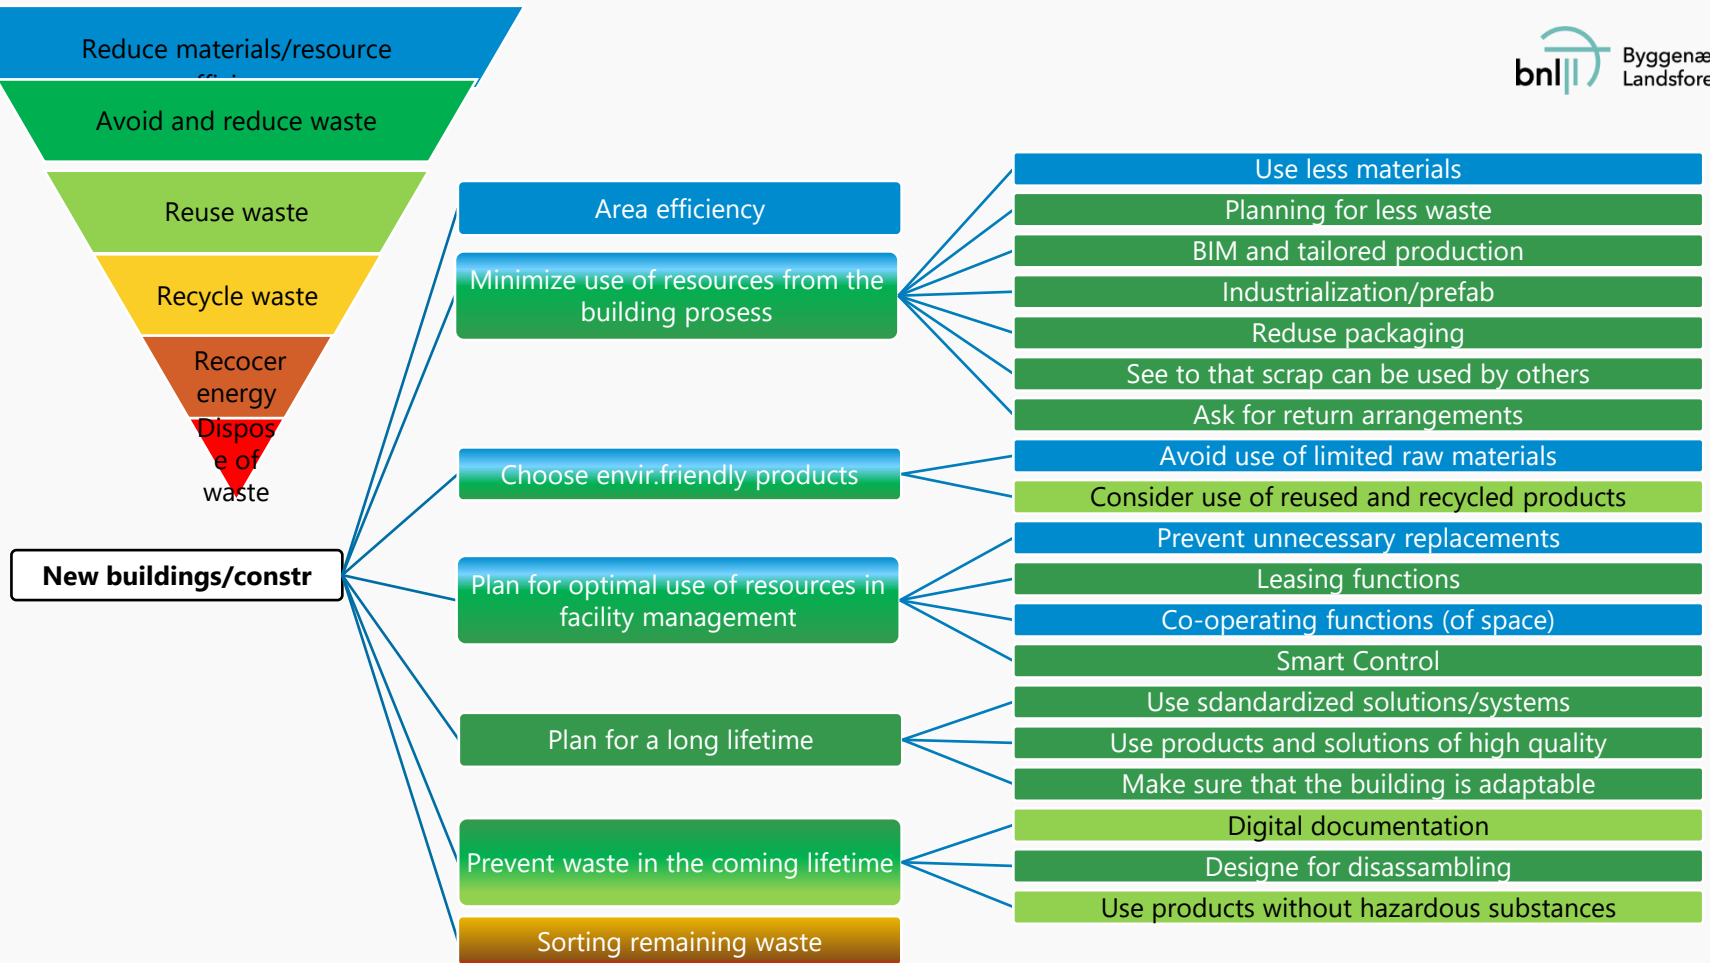 Reduce materials/resource
Avoid and reduce waste
Reuse waste
Recycle waste
Recocer
energy
Dispos
e of
waste
bnl
Byggenæ
Landsfore
New buildings/constr
Area efficiency
Minimize use of resources from the
building prosess
Use less materials
Planning for less waste
BIM and tailored production
Industrialization/prefab
Reduse packaging
See to that scrap can be used by others
Ask for return arrangements
Choose envir.friendly products
Avoid use of limited raw materials
Consider use of reused and recycled products
Plan for optimal use of resources in
facility management
Prevent unnecessary replacements
Leasing functions
Co-operating functions (of space)
Smart Control
Plan for a long lifetime
Use sdandardized solutions/systems
Use products and solutions of high quality
Make sure that the building is adaptable
Prevent waste in the coming lifetime
Digital documentation
Designe for disassambling
Use products without hazardous substances
Sorting remaining waste